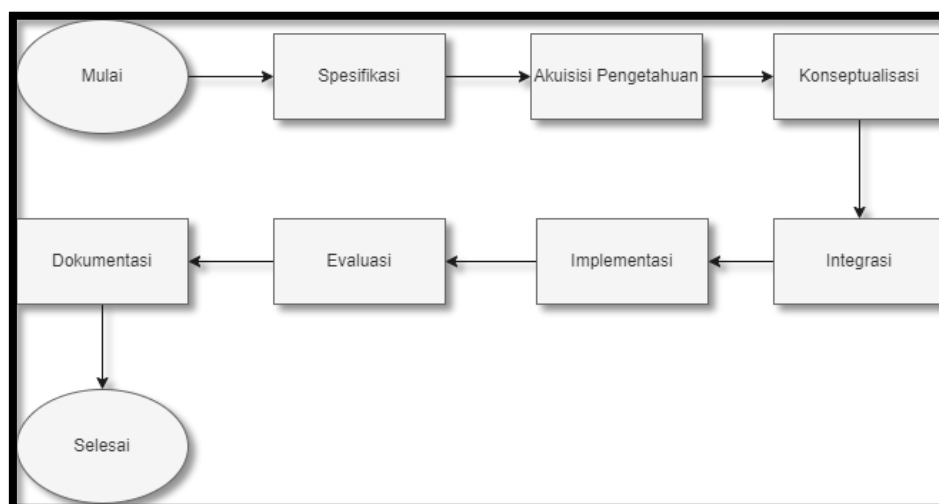 Mulai
Spesifikasi
Akuisisi Pengetahuan
Konseptualisasi
Integrasi
Implementasi
Evaluasi
Dokumentasi
Selesai